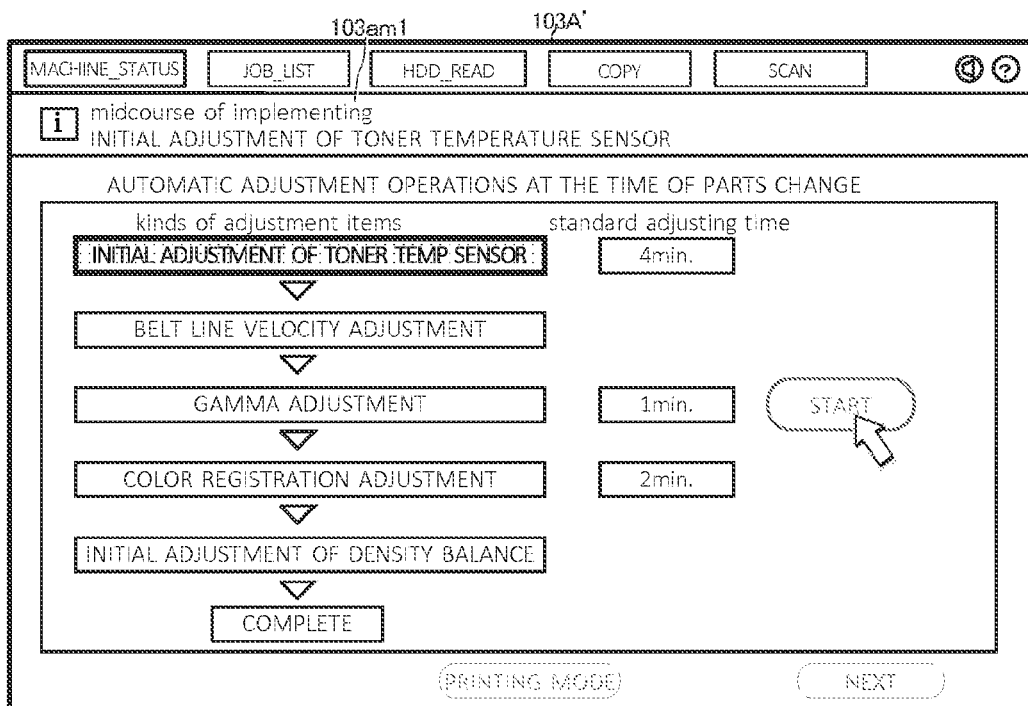 103am1
103A'
MACHINE_STATUS JOB_LIST HDD_READ COPY SCAN ?
i midcourse of implementing
INITIAL ADJUSTMENT OF TONER TEMPERATURE SENSOR
AUTOMATIC ADJUSTMENT OPERATIONS AT THE TIME OF PARTS CHANGE
kinds of adjustment items standard adjusting time
INITIAL ADJUSTMENT OF TONER TEMP SENSOR 4min.
BELT LINE VELOCITY ADJUSTMENT
GAMMA ADJUSTMENT 1min. START
COLOR REGISTRATION ADJUSTMENT 2min.
INITIAL ADJUSTMENT OF DENSITY BALANCE
COMPLETE
PRINTING MODE NEXT